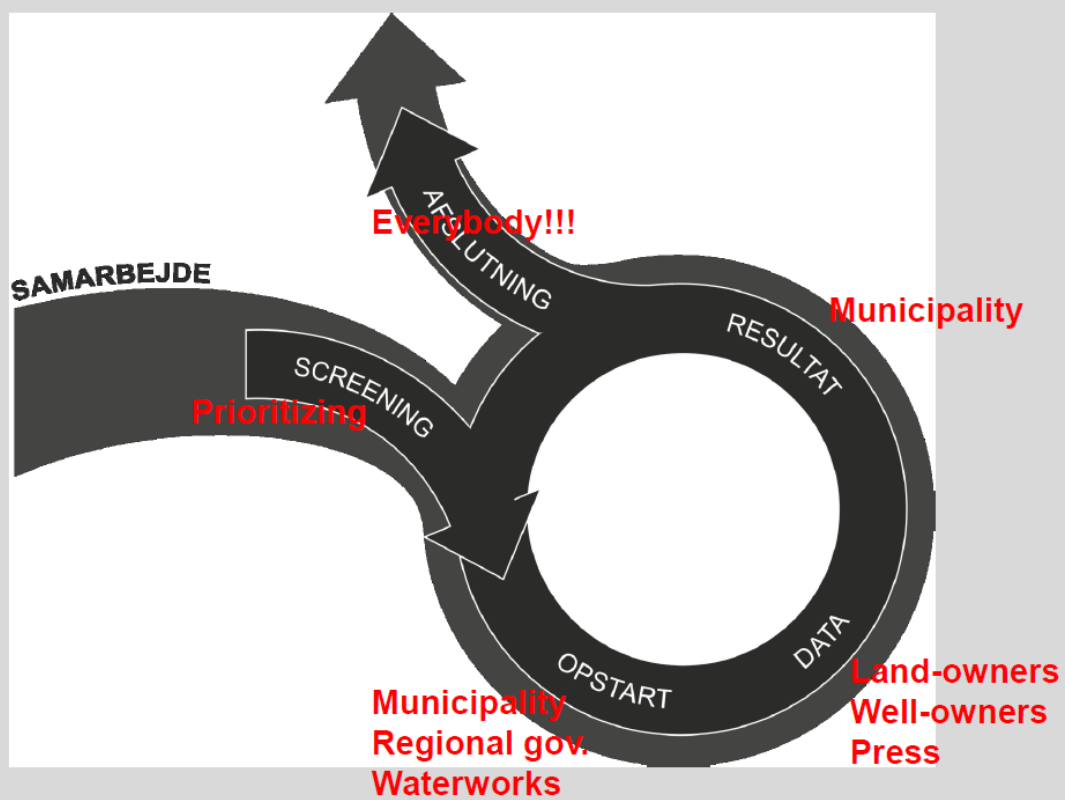 SAMARBEJDE
SCREENING
Prioritizing
OPSTART
Municipality
Regional gov.
Waterworks
DATA
Land-owners
Well-owners
Press
RESULTAT
Municipality
AFSLUTNING
Everybody!!!